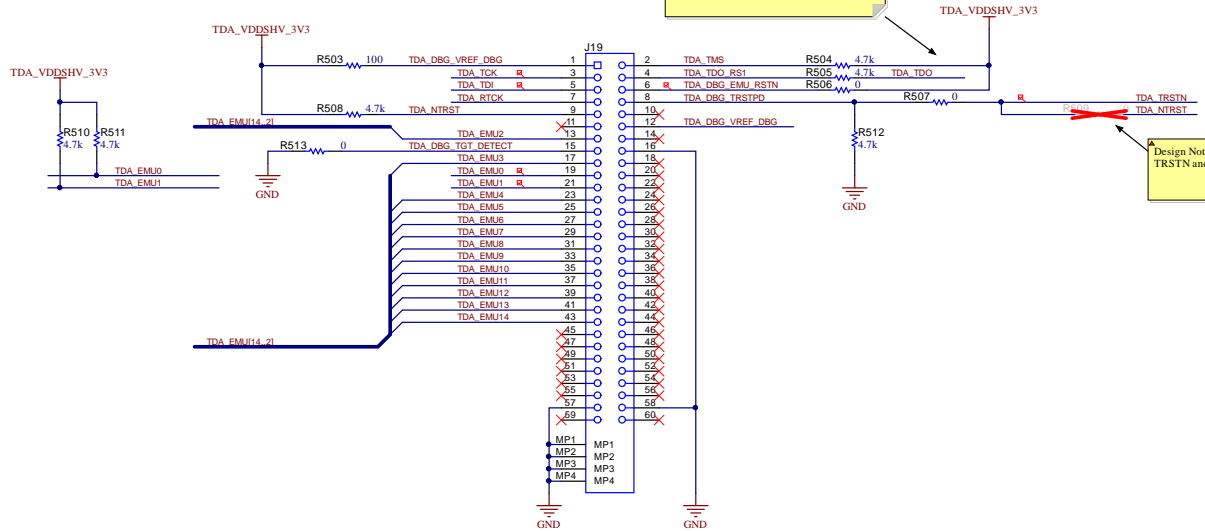 TDA_VDDSHV_3V3
TDA_VDDSHV_3V3
TDA_VDDSHV_3V3
J19
R503 100 TDA_DBG_VREF_DBG 1
2 TDA_TMS R504 4.7k
TDA_TCK 3
4 TDA_TDO_RS1 R505 4.7k TDA_TDO
TDA_TDI 5
6 TDA_DBG_EMU_RSTN R506 0
TDA_RTCK 7
8 TDA_DBG_TRSTPD R507 0 TDA_TRSTN
R508 4.7k TDA_NTRST 9
10
R509 0 TDA_NTRST
TDA_EMU[14..2] 11
12 TDA_DBG_VREF_DBG
R510 4.7k
R511 4.7k
TDA_EMU2 13
14
R512 4.7k
R513 0 TDA_DBG_TGT_DETECT 15
16
Design Not
TRSTN and
TDA_EMU3 17
18
TDA_EMU0
TDA_EMU0 19
20
TDA_EMU1
TDA_EMU1 21
22
GND
GND
TDA_EMU4 23
24
TDA_EMU5 25
26
TDA_EMU6 27
28
TDA_EMU7 29
30
TDA_EMU8 31
32
TDA_EMU9 33
34
TDA_EMU10 35
36
TDA_EMU11 37
38
TDA_EMU12 39
40
TDA_EMU13 41
42
TDA_EMU14 43
44
TDA_EMU[14..2]
45
46
47
48
49
50
51
52
53
54
55
56
57
58
59
60
MP1 MP1
MP2 MP2
MP3 MP3
MP4 MP4
GND
GND